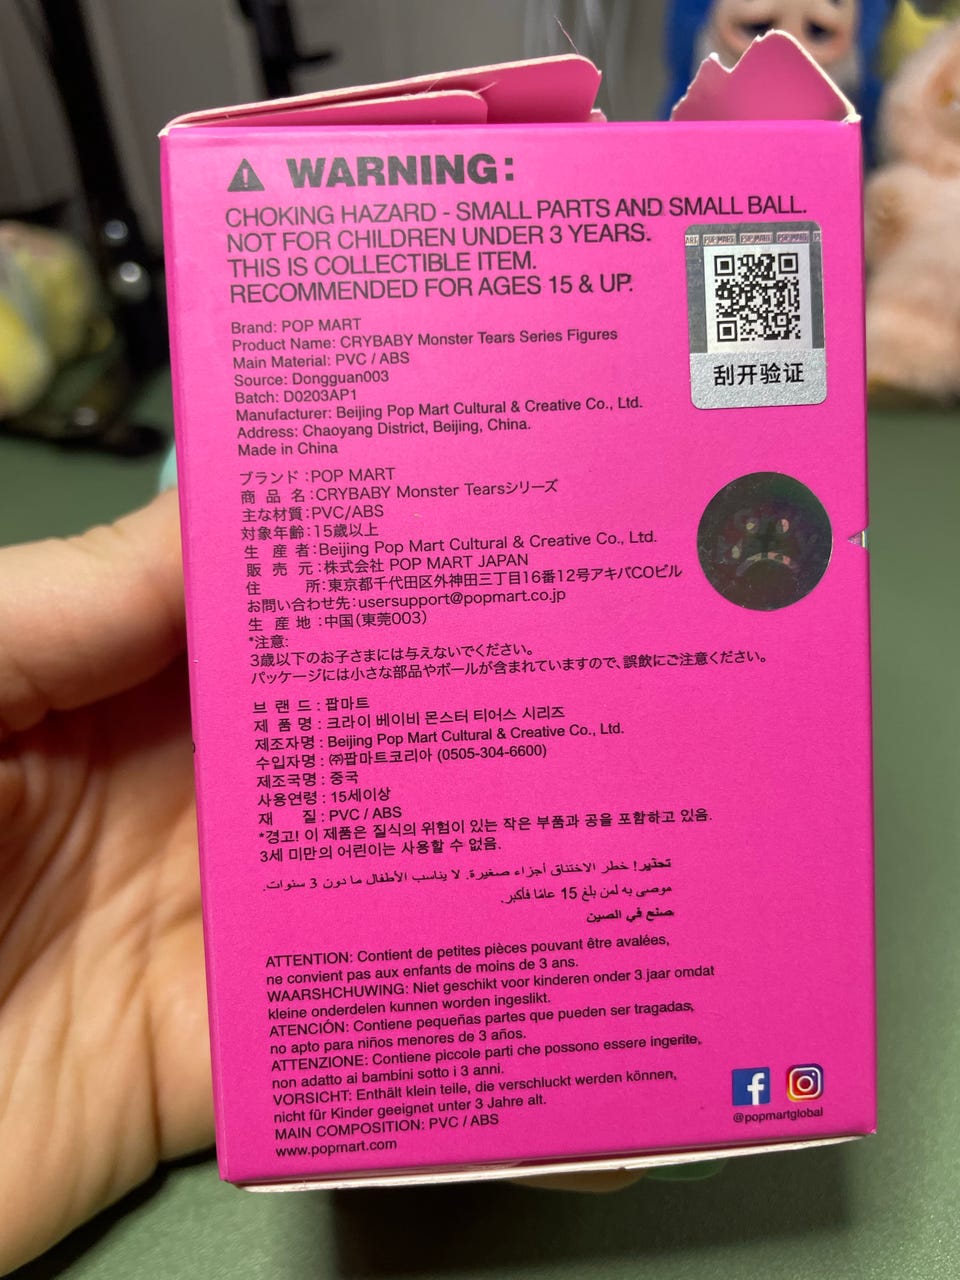 WARNING:
CHOKING HAZARD - SMALL PARTS AND SMALL BALL.
NOT FOR CHILDREN UNDER 3 YEARS.
THIS IS COLLECTIBLE ITEM.
RECOMMENDED FOR AGES 15 & UP.
POP MART POP MART POP MART
刮开验证
Brand: POP MART
Product Name: CRYBABY Monster Tears Series Figures
Main Material: PVC / ABS
Source: Dongguan003
Batch: D0203AP1
Manufacturer: Beijing Pop Mart Cultural & Creative Co., Ltd.
Address: Chaoyang District, Beijing, China.
Made in China
ブランド:POP MART
商品名:CRYBABY Monster Tearsシリーズ
主な材質:PVC/ABS
対象年齢:15歳以上
生産者:Beijing Pop Mart Cultural & Creative Co., Ltd.
販売元:株式会社 POP MART JAPAN
住所:東京都千代田区外神田三丁目16番12号アキバCOビル
お問い合わせ先:usersupport@popmart.co.jp
生産地:中国(東莞003)
*注意:
3歳以下のお子さまには与えないでください。
パッケージには小さな部品やボールが含まれていますので、誤飲にご注意ください。
브랜드 : 팝마트
제품명 : 크라이 베이비 몬스터 티어스 시리즈
제조자명 : Beijing Pop Mart Cultural & Creative Co., Ltd.
수입자명 : ㈜팝마트코리아 (0505-304-6600)
제조국명 : 중국
사용연령 : 15세이상
재질 : PVC / ABS
*경고! 이 제품은 질식의 위험이 있는 작은 부품과 공을 포함하고 있음.
3세 미만의 어린이는 사용할 수 없음.
تحذير! خطر الاختناق أجزاء صغيرة. لا يناسب الأطفال ما دون 3 سنوات.
موصى به لمن بلغ 15 عامًا فأكبر.
صنع في الصين
ATTENTION: Contient de petites pièces pouvant être avalées,
ne convient pas aux enfants de moins de 3 ans.
WAARSHCHUWING: Niet geschikt voor kinderen onder 3 jaar omdat
kleine onderdelen kunnen worden ingeslikt.
ATENCIÓN: Contiene pequeñas partes que pueden ser tragadas,
no apto para niños menores de 3 años.
ATTENZIONE: Contiene piccole parti che possono essere ingerite,
non adatto ai bambini sotto i 3 anni.
VORSICHT: Enthält klein teile, die verschluckt werden können,
nicht für Kinder geeignet unter 3 Jahre alt.
MAIN COMPOSITION: PVC / ABS
www.popmart.com
@popmartglobal